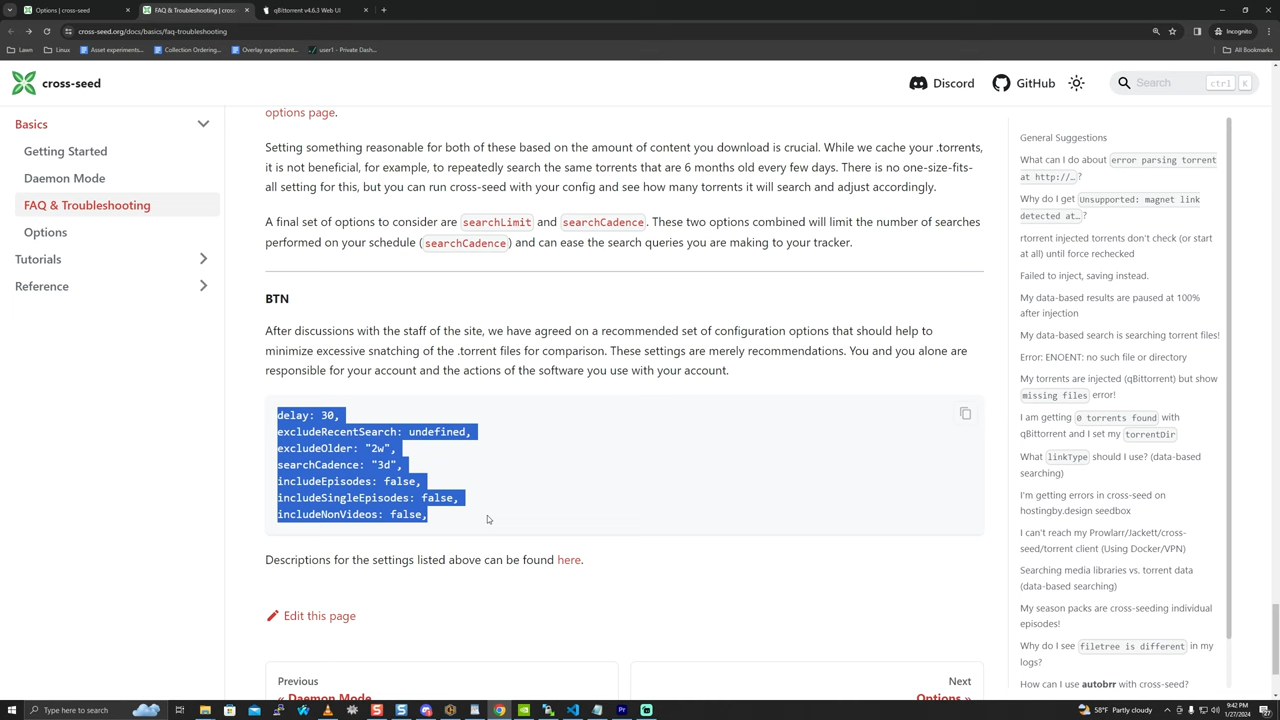 Options | cross-seed
FAQ & Troubleshooting | cros
qBittorrent v4.6.3 Web UI
cross-seed.org/docs/basics/faq-troubleshooting
Incognito
Lawn
Linux
Asset experiments...
Collection Ordering...
Overlay experiment...
user1 - Private Dash...
All Bookmarks
cross-seed
Discord
GitHub
Search
ctrl
K
Basics
Getting Started
Daemon Mode
FAQ & Troubleshooting
Options
Tutorials
Reference
options page.
Setting something reasonable for both of these based on the amount of content you download is crucial. While we cache your .torrents,
it is not beneficial, for example, to repeatedly search the same torrents that are 6 months old every few days. There is no one-size-fits-
all setting for this, but you can run cross-seed with your config and see how many torrents it will search and adjust accordingly.
A final set of options to consider are searchLimit and searchCadence. These two options combined will limit the number of searches
performed on your schedule (searchCadence) and can ease the search queries you are making to your tracker.
BTN
After discussions with the staff of the site, we have agreed on a recommended set of configuration options that should help to
minimize excessive snatching of the .torrent files for comparison. These settings are merely recommendations. You and you alone are
responsible for your account and the actions of the software you use with your account.
delay: 30,
excludeRecentSearch: undefined,
excludeOlder: "2w",
searchCadence: "3d",
includeEpisodes: false,
includeSingleEpisodes: false,
includeNonVideos: false,
Descriptions for the settings listed above can be found here.
Edit this page
Previous
« Daemon Mode
Next
Options »
General Suggestions
What can I do about error parsing torrent
at http://… ?
Why do I get Unsupported: magnet link
detected at… ?
rtorrent injected torrents don't check (or start
at all) until force rechecked
Failed to inject, saving instead.
My data-based results are paused at 100%
after injection
My data-based search is searching torrent files!
Error: ENOENT: no such file or directory
My torrents are injected (qBittorrent) but show
missing files error!
I am getting 0 torrents found with
qBittorrent and I set my torrentDir
What linkType should I use? (data-based
searching)
I'm getting errors in cross-seed on
hostingby.design seedbox
I can't reach my Prowlarr/Jackett/cross-
seed/torrent client (Using Docker/VPN)
Searching media libraries vs. torrent data
(data-based searching)
My season packs are cross-seeding individual
episodes!
Why do I see filetree is different in my
logs?
How can I use autobrr with cross-seed?
Type here to search
58°F Partly cloudy
9:42 PM
1/27/2024